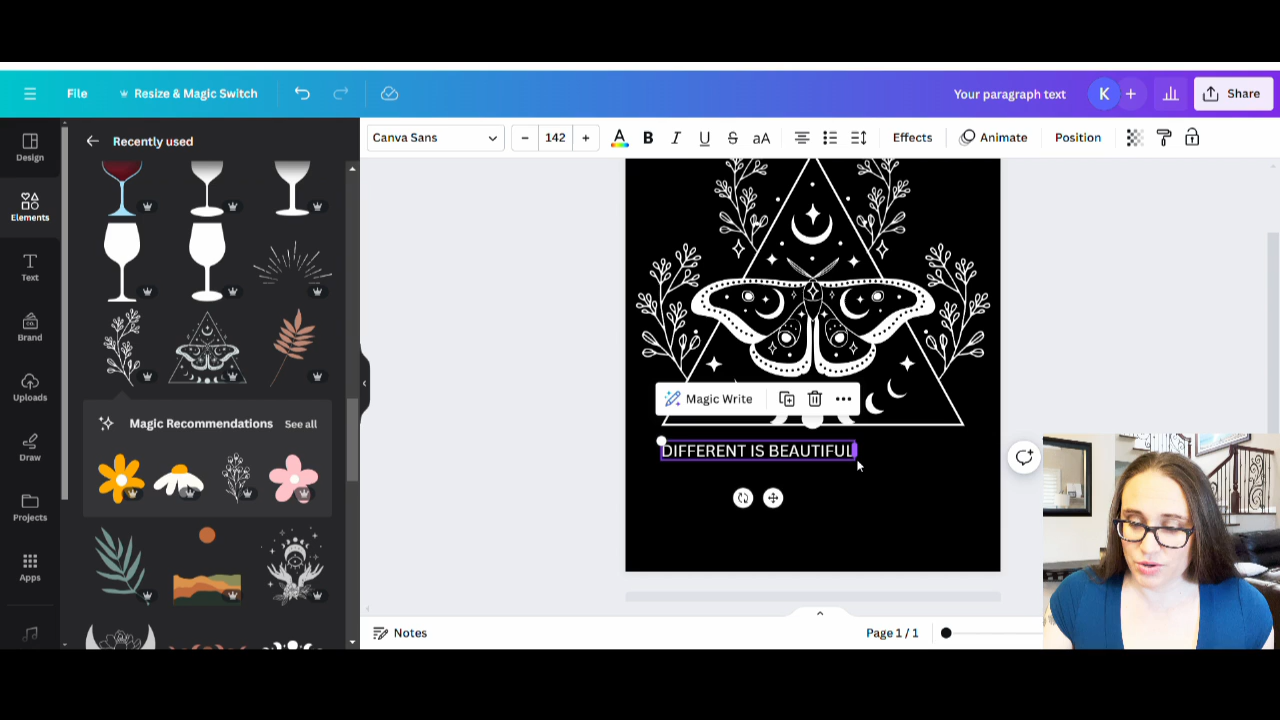 File
Resize & Magic Switch
Your paragraph text
K
+
Share
Design
Elements
Text
Brand
CO.
Uploads
Draw
Projects
Apps
Recently used
Magic Recommendations
See all
Canva Sans
− 142 +
A
B
I
U
S
aA
Effects
Animate
Position
Magic Write
DIFFERENT IS BEAUTIFUL
Notes
Page 1 / 1